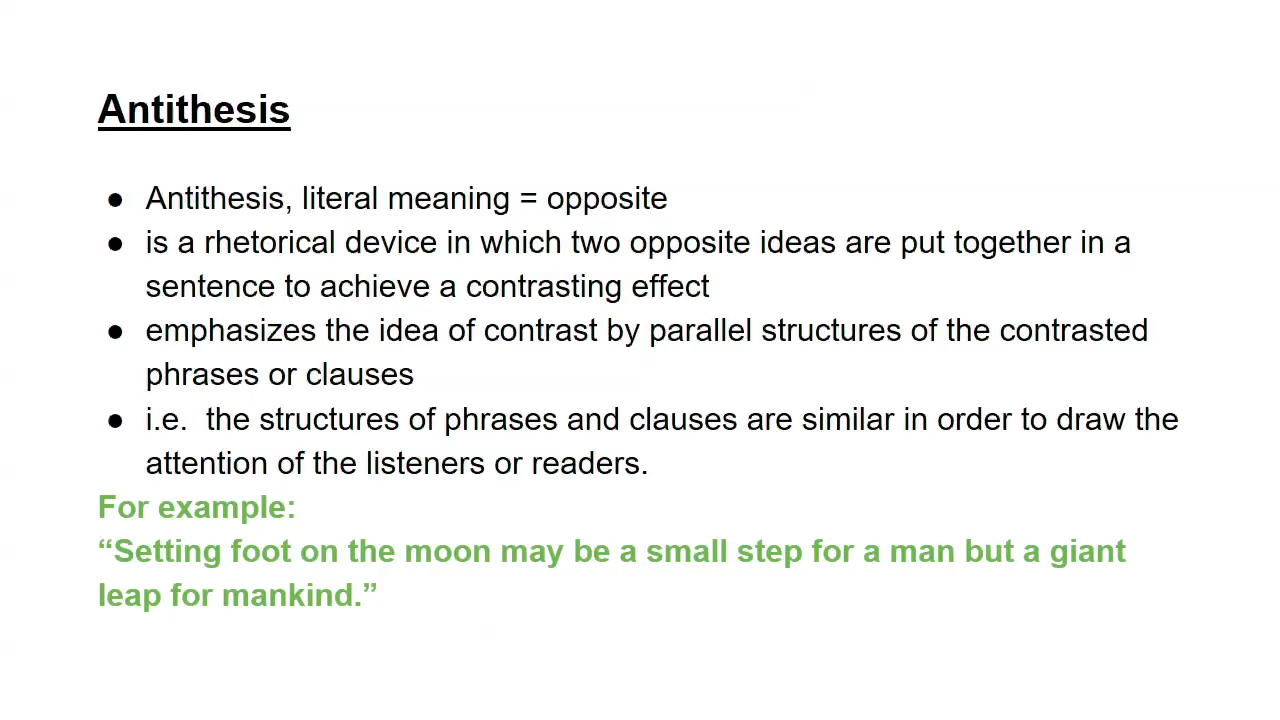 Antithesis
● Antithesis, literal meaning = opposite
● is a rhetorical device in which two opposite ideas are put together in a
sentence to achieve a contrasting effect
● emphasizes the idea of contrast by parallel structures of the contrasted
phrases or clauses
● i.e.  the structures of phrases and clauses are similar in order to draw the
attention of the listeners or readers.
For example:
“Setting foot on the moon may be a small step for a man but a giant
leap for mankind.”